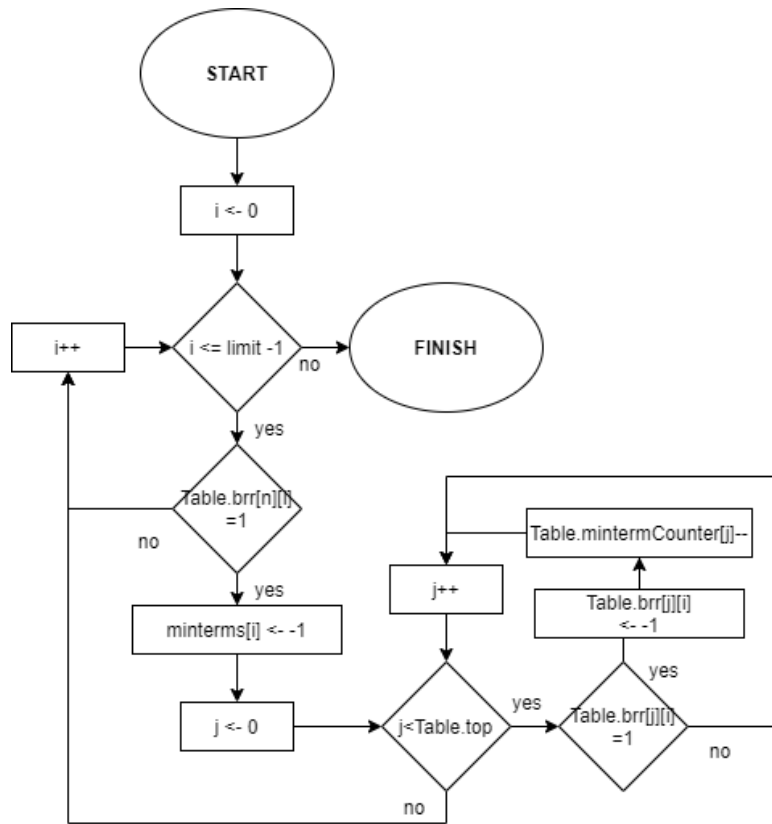 START
i <- 0
i++
i <= limit -1
no
FINISH
yes
Table.brr[n][i]
=1
no
yes
minterms[i] <- -1
j <- 0
j++
Table.mintermCounter[j]--
Table.brr[j][i]
<- -1
yes
j<Table.top
yes
Table.brr[j][i]
=1
no
no